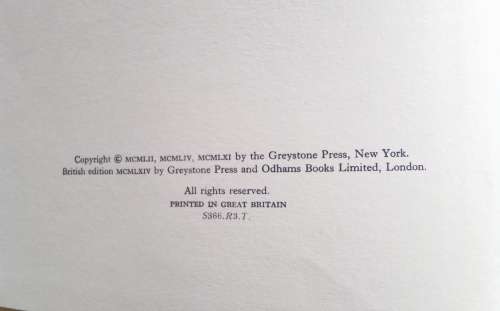 Copyright © MCMLII, MCMLIV, MCMLXI by the Greystone Press, New York.
British edition MCMLXIV by Greystone Press and Odhams Books Limited, London.
All rights reserved.
PRINTED IN GREAT BRITAIN
S366.R3.T.